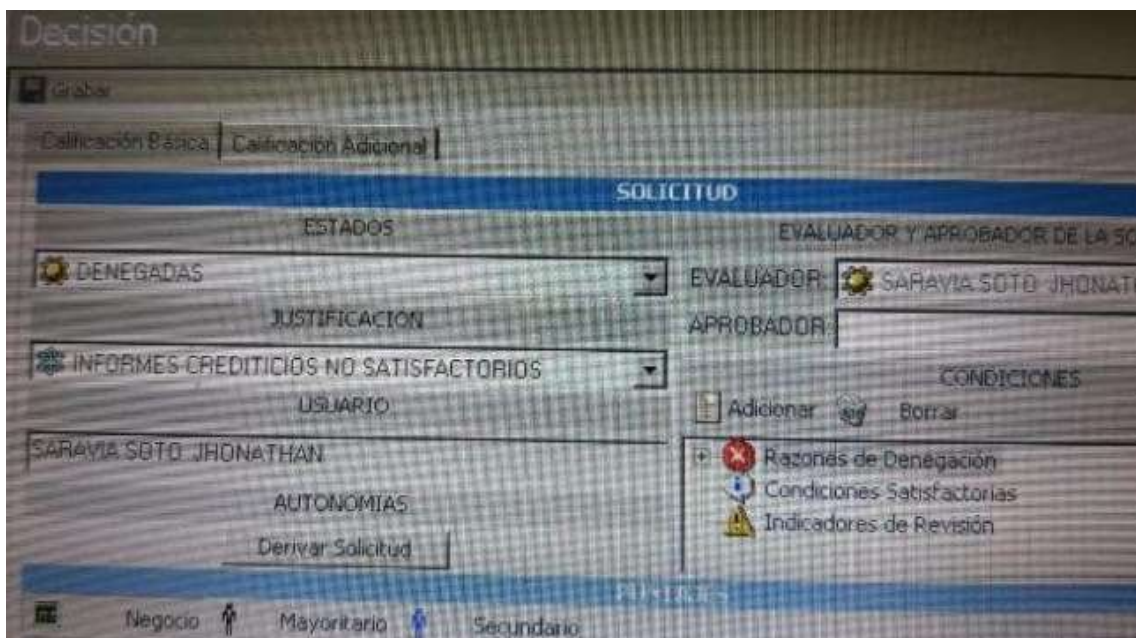 Decisión
Grabar
Calificación Básica
Calificación Adicional
SOLICITUD
ESTADOS
DENEGADAS
JUSTIFICACION
INFORMES CREDITICIOS NO SATISFACTORIOS
USUARIO
SARAVIA SOTO JHONATHAN
AUTONOMIAS
Derivar Solicitud
EVALUADOR Y APROBADOR DE LA SO
EVALUADOR: SARAVIA SOTO JHONAT
APROBADOR:
CONDICIONES
Adicionar Borrar
Razones de Denegación
Condiciones Satisfactorias
Indicadores de Revisión
Negocio Mayoritario Secundario